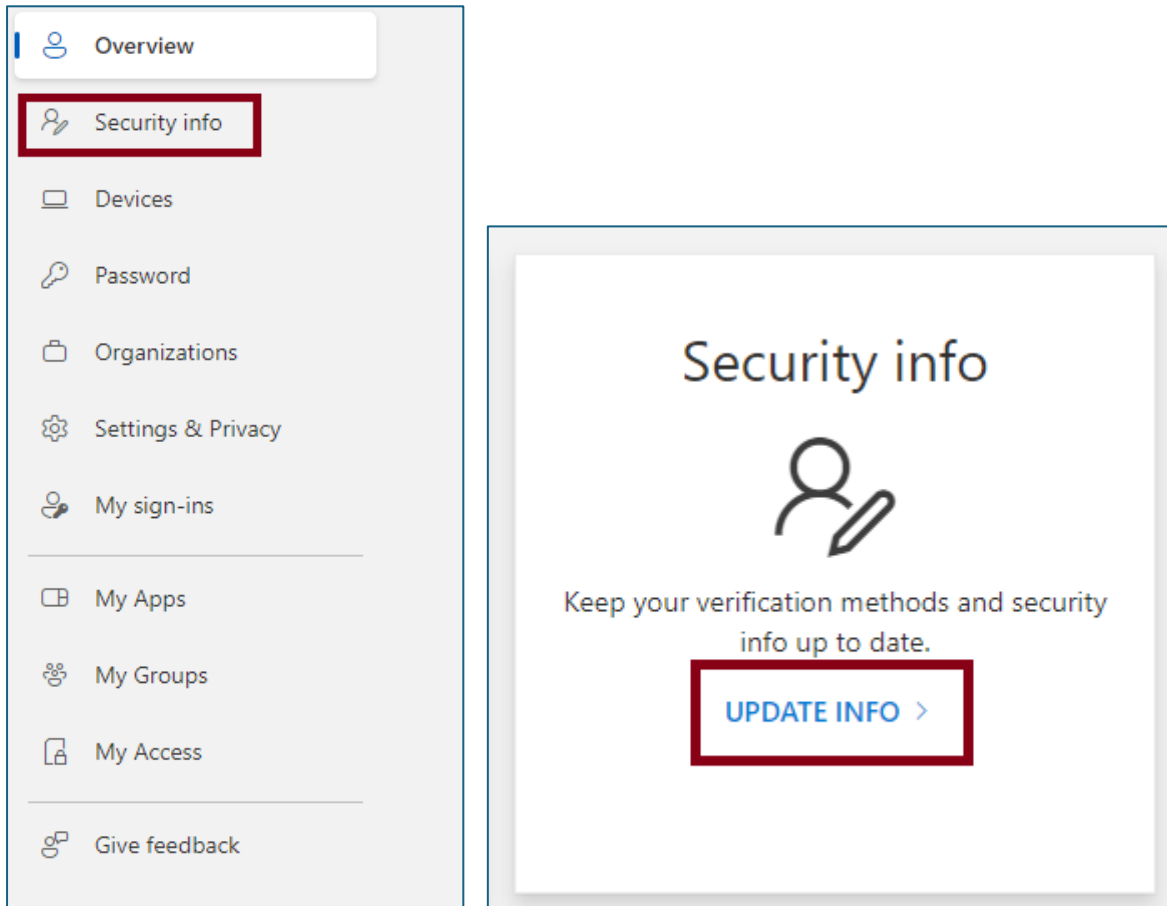 Overview
Security info
Devices
Password
Organizations
Settings & Privacy
My sign-ins
My Apps
My Groups
My Access
Give feedback
Security info
Keep your verification methods and security
info up to date.
UPDATE INFO >